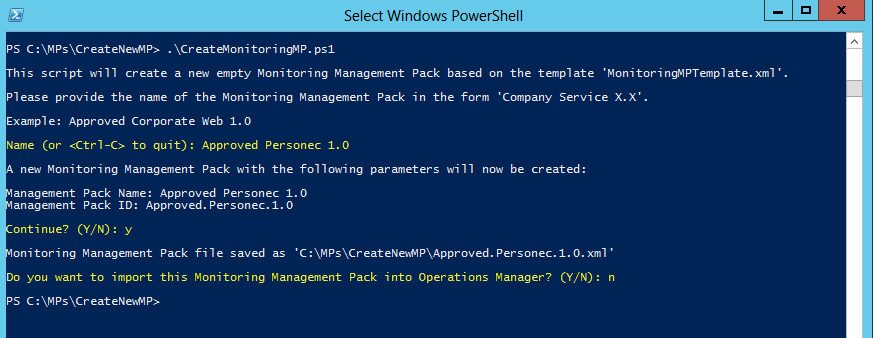 Select Windows PowerShell
PS C:\MPs\CreateNewMP> .\CreateMonitoringMP.ps1
This script will create a new empty Monitoring Management Pack based on the template 'MonitoringMPTemplate.xml'.
Please provide the name of the Monitoring Management Pack in the form 'Company Service X.X'.
Example: Approved Corporate Web 1.0
Name (or <Ctrl-C> to quit): Approved Personec 1.0
A new Monitoring Management Pack with the following parameters will now be created:
Management Pack Name: Approved Personec 1.0
Management Pack ID: Approved.Personec.1.0
Continue? (Y/N): y
Monitoring Management Pack file saved as 'C:\MPs\CreateNewMP\Approved.Personec.1.0.xml'
Do you want to import this Monitoring Management Pack into Operations Manager? (Y/N): n
PS C:\MPs\CreateNewMP>